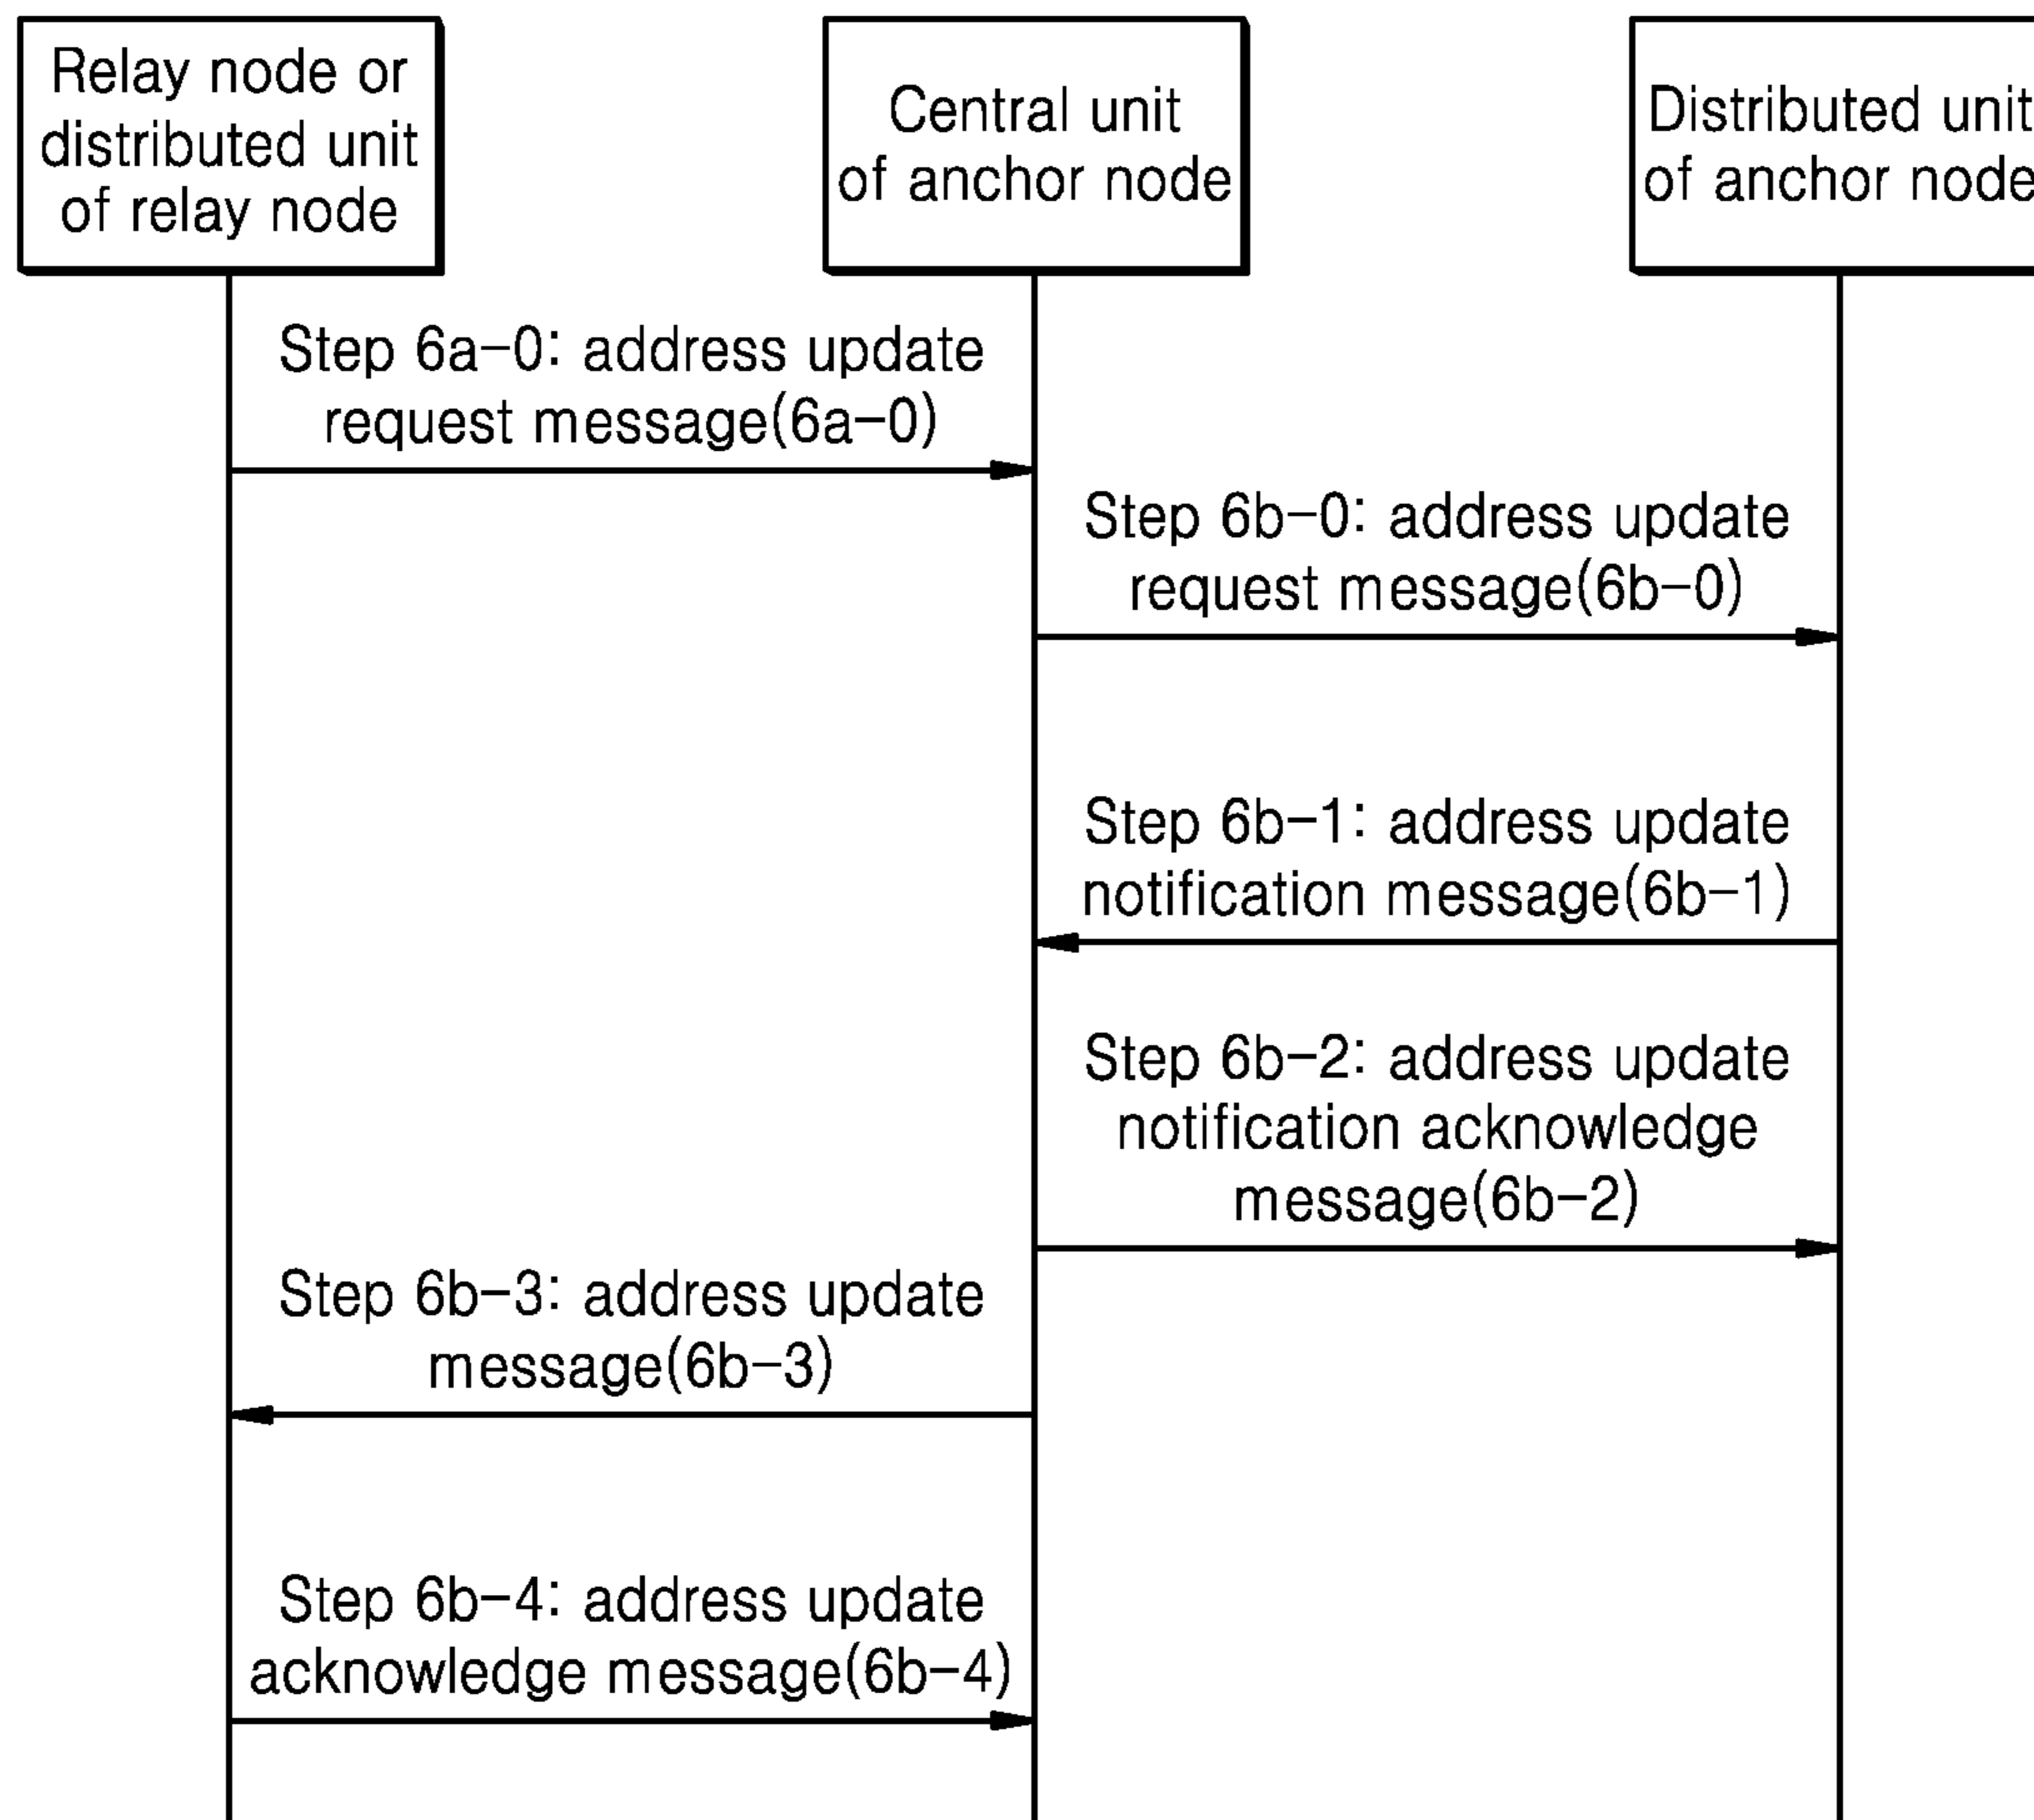 Relay node or
distributed unit
of relay node
Central unit
of anchor node
Distributed unit
of anchor node
Step 6a-0: address update
request message(6a-0)
Step 6b-0: address update
request message(6b-0)
Step 6b-1: address update
notification message(6b-1)
Step 6b-2: address update
notification acknowledge
message(6b-2)
Step 6b-3: address update
message(6b-3)
Step 6b-4: address update
acknowledge message(6b-4)